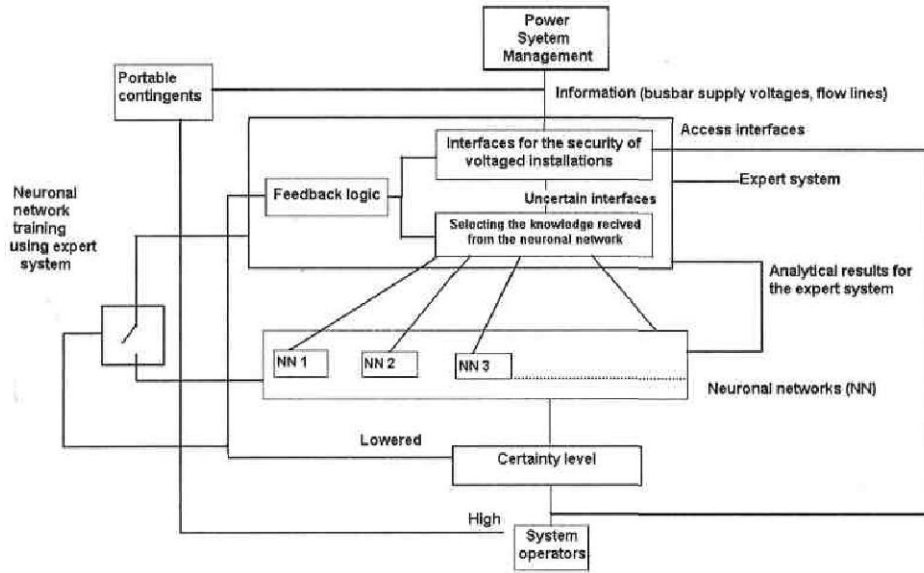 Power
Syetem
Management
Portable
contingents
Information (busbar supply voltages, flow lines)
Access interfaces
Interfaces for the security of
voltaged installations
Expert system
Feedback logic
Uncertain interfaces
Neuronal
network
training
using expert
system
Selecting the knowledge recived
from the neuronal network
Analytical results for
the expert system
NN 1
NN 2
NN 3
Neuronal networks (NN)
Lowered
Certainty level
High
System
operators